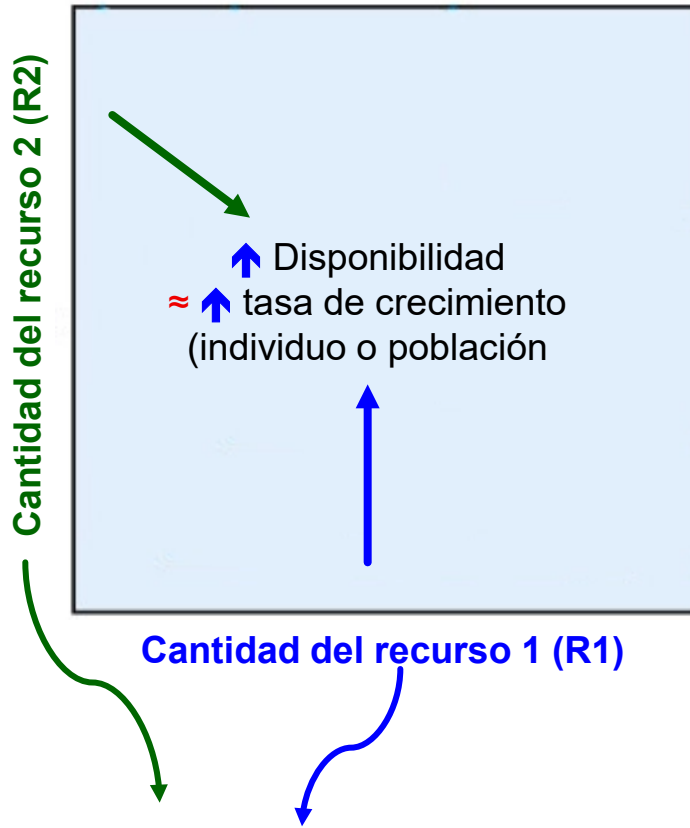 Cantidad del recurso 2 (R2)
Disponibilidad
≈ tasa de crecimiento
(individuo o población
Cantidad del recurso 1 (R1)